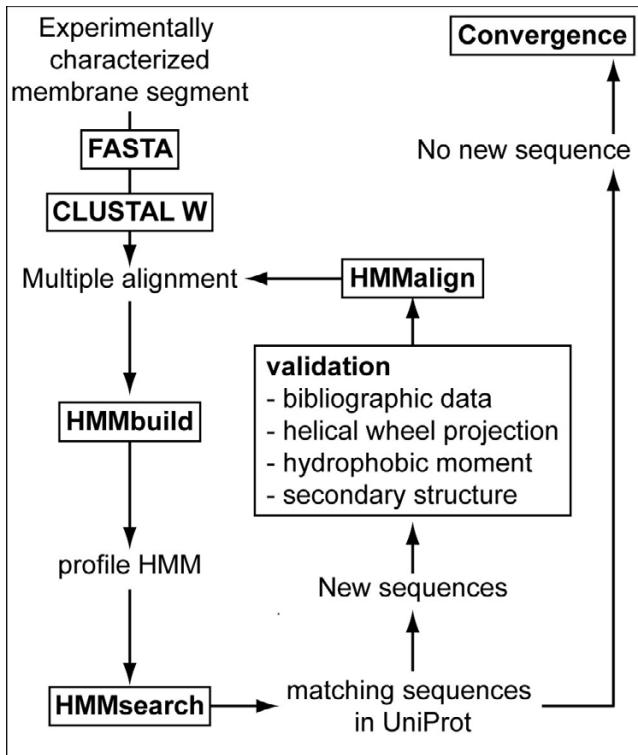 Experimentally
characterized
membrane segment
FASTA
CLUSTAL W
Multiple alignment
HMMbuild
profile HMM
HMMsearch
matching sequences
in UniProt
New sequences
validation
- bibliographic data
- helical wheel projection
- hydrophobic moment
- secondary structure
HMMalign
No new sequence
Convergence